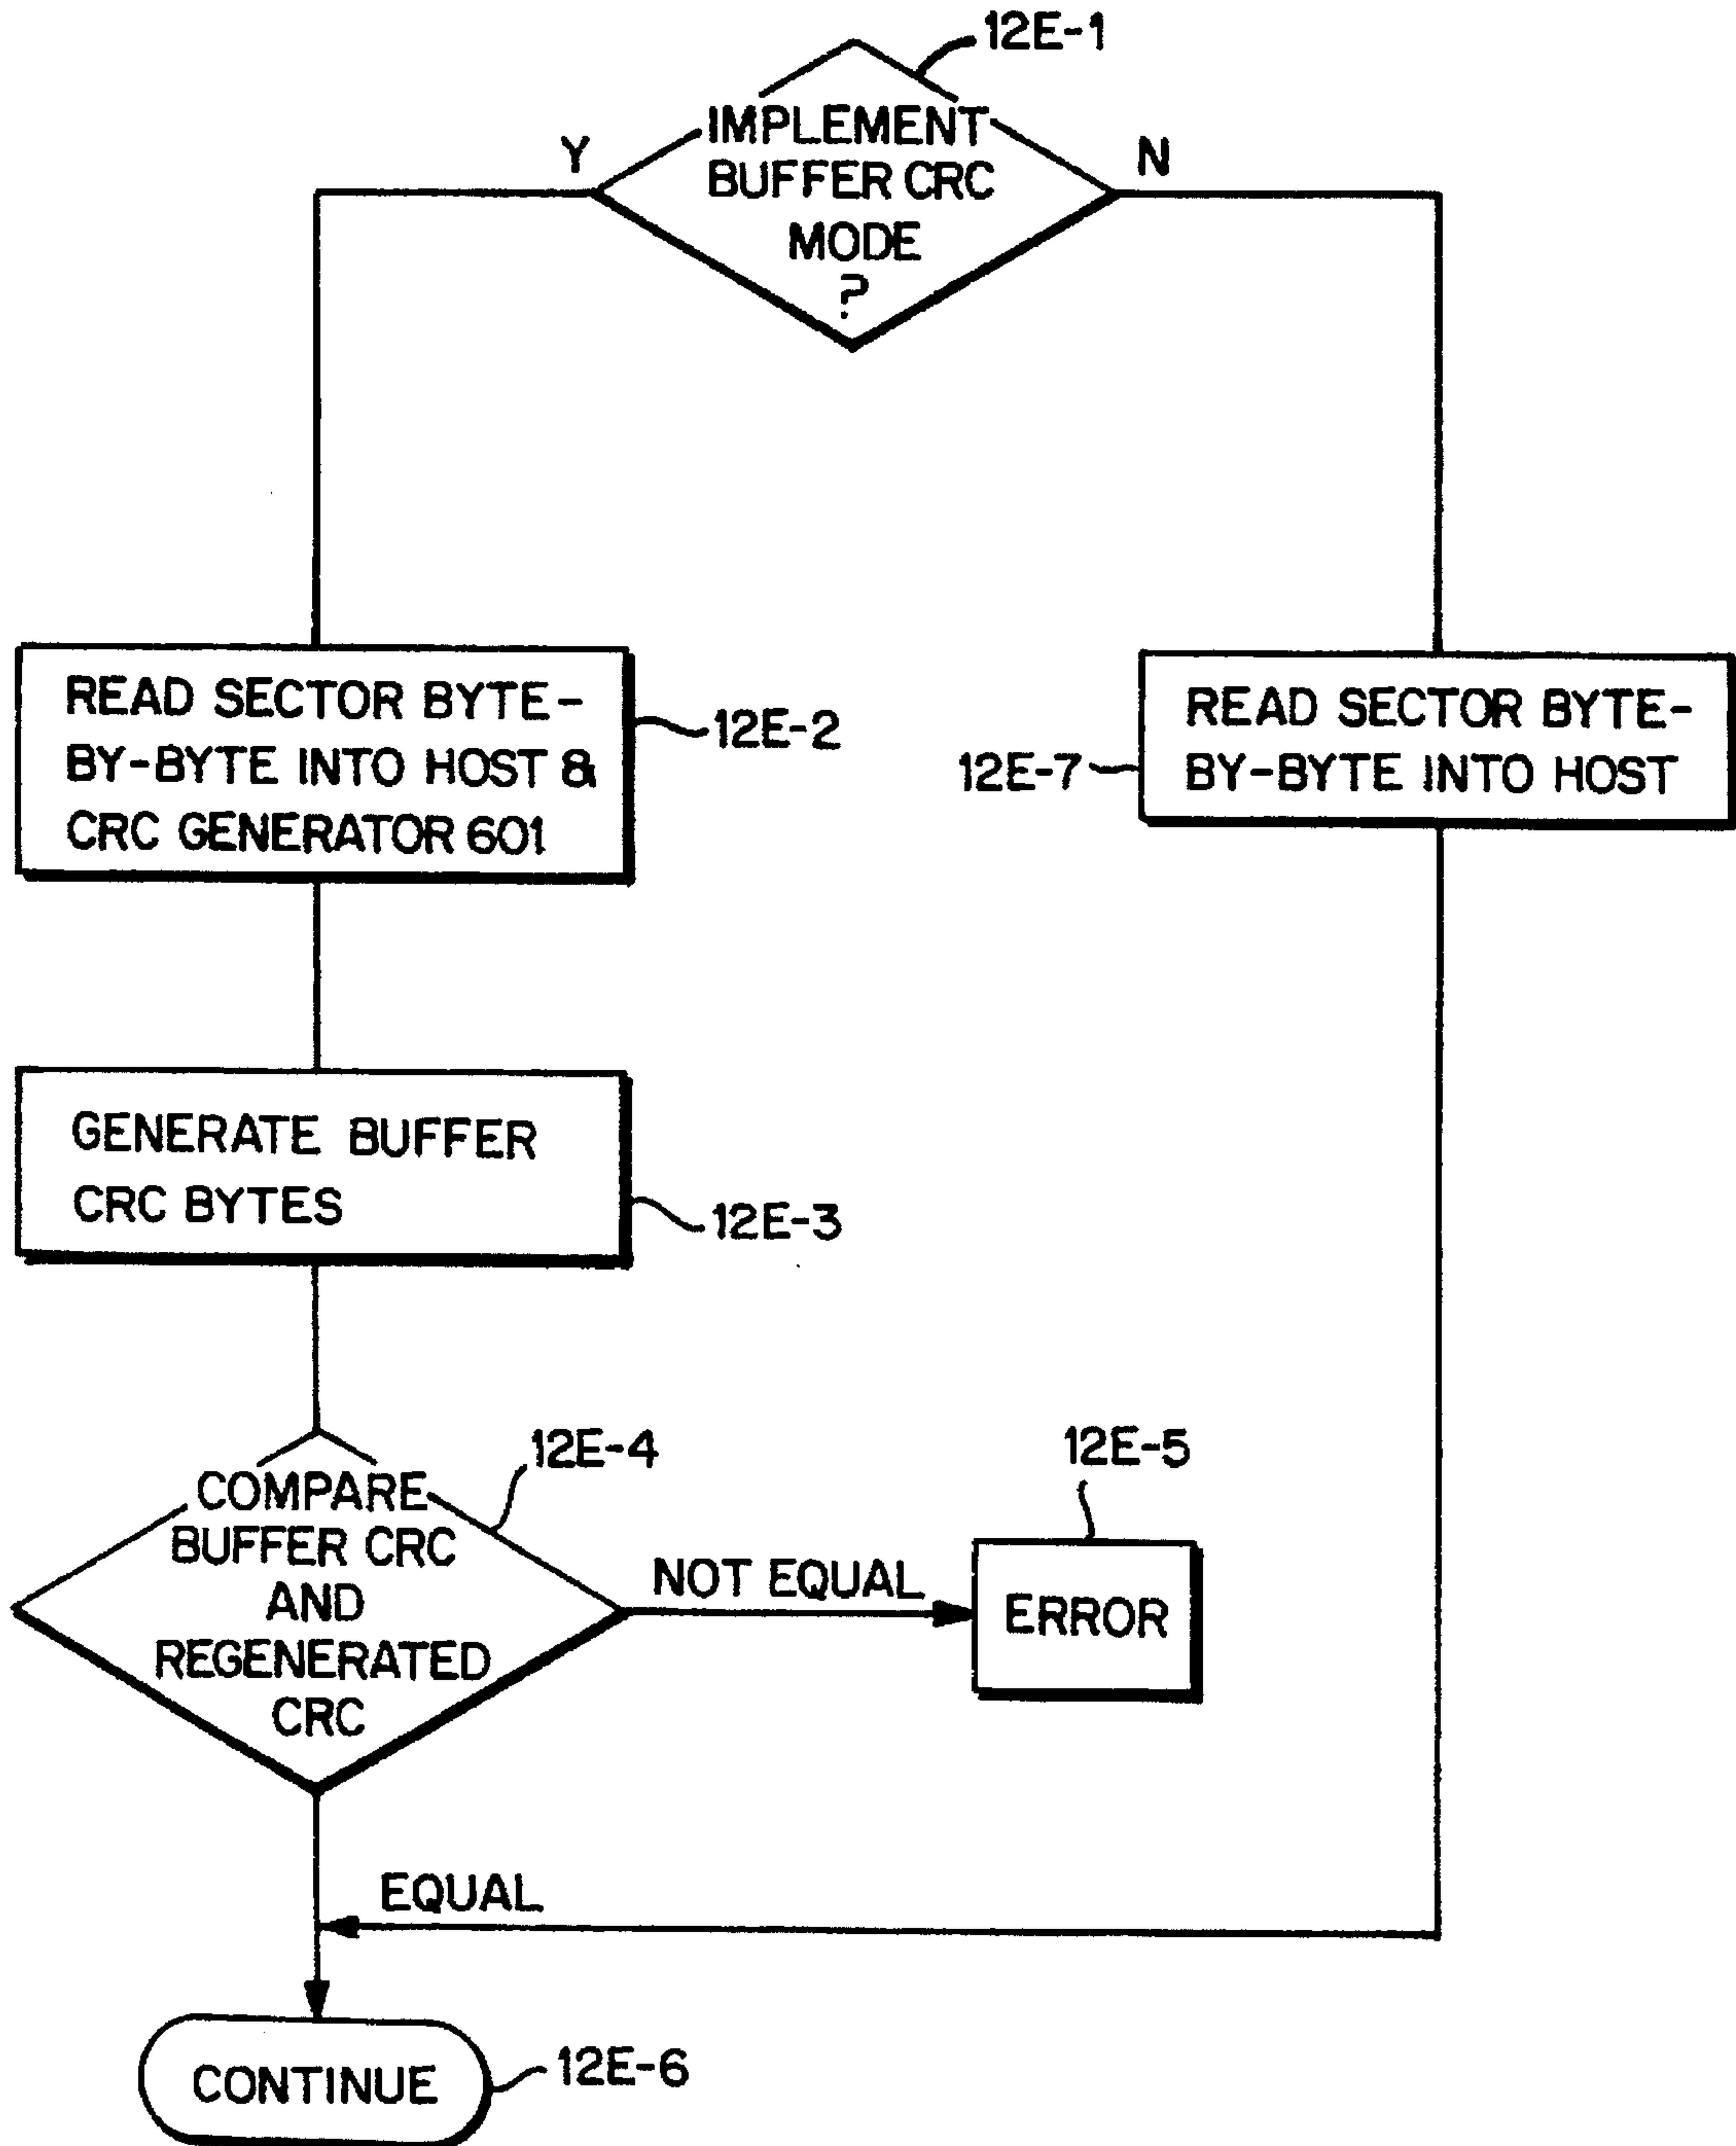 12E-1
IMPLEMENT
BUFFER CRC
MODE
?
Y
N
READ SECTOR BYTE-
BY-BYTE INTO HOST &
CRC GENERATOR 601
12E-2
READ SECTOR BYTE-
BY-BYTE INTO HOST
12E-7
GENERATE BUFFER
CRC BYTES
12E-3
COMPARE
BUFFER CRC
AND
REGENERATED
CRC
12E-4
NOT EQUAL
12E-5
ERROR
EQUAL
CONTINUE
12E-6